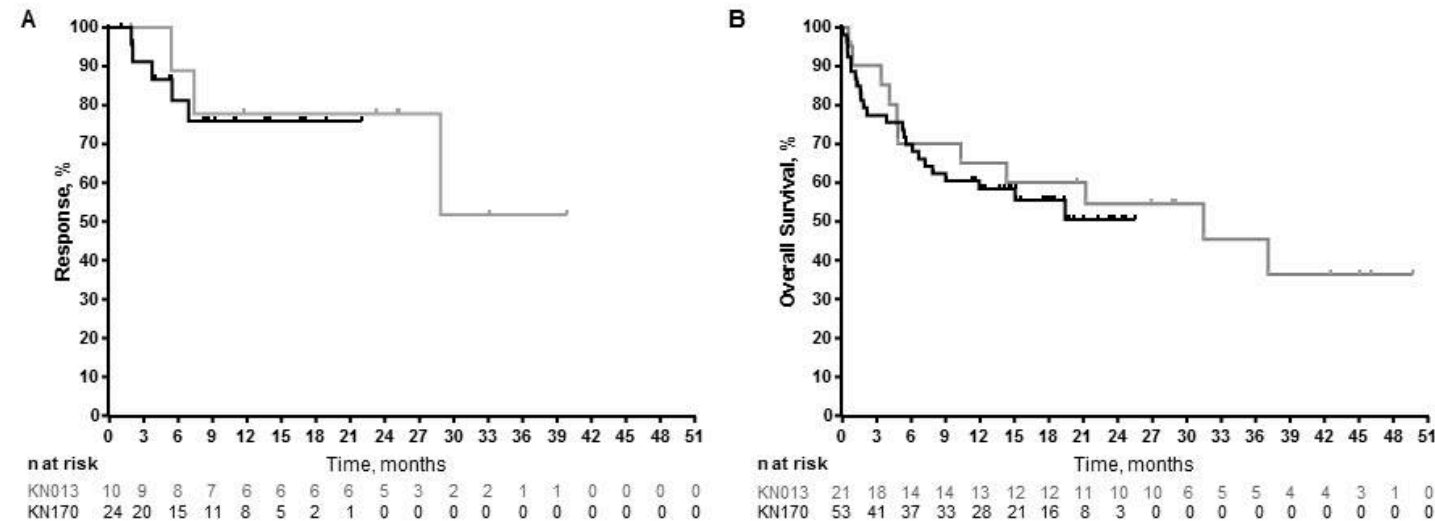 A
Response, %
100
90
80
70
60
50
40
30
20
10
0
0 3 6 9 12 15 18 21 24 27 30 33 36 39 42 45 48 51
n at risk
Time, months
KN013 10 9 8 7 6 6 6 6 5 3 2 2 1 1 0 0 0 0
KN170 24 20 15 11 8 5 2 1 0 0 0 0 0 0 0 0 0 0
B
Overall Survival, %
100
90
80
70
60
50
40
30
20
10
0
0 3 6 9 12 15 18 21 24 27 30 33 36 39 42 45 48 51
n at risk
Time, months
KN013 21 18 14 14 13 12 12 11 10 10 6 5 5 4 4 3 1 0
KN170 53 41 37 33 28 21 16 8 3 0 0 0 0 0 0 0 0 0